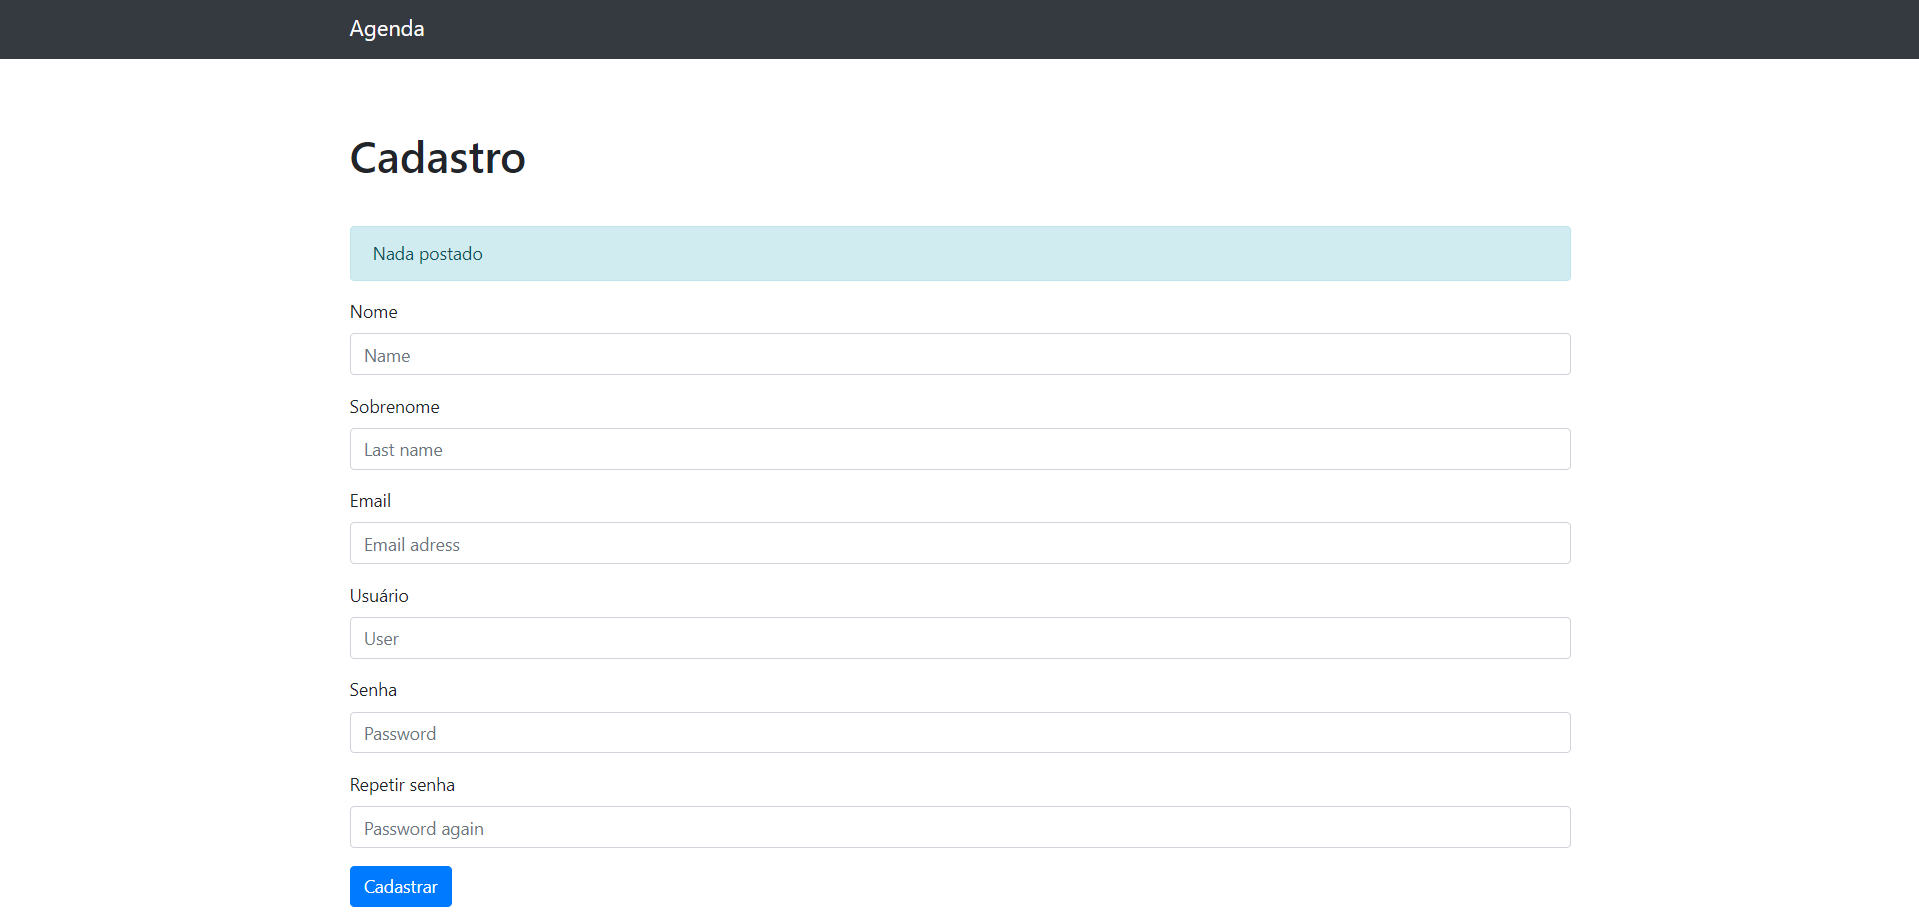 Agenda
Cadastro
Nada postado
Nome
Name
Sobrenome
Last name
Email
Email adress
Usuário
User
Senha
Password
Repetir senha
Password again
Cadastrar